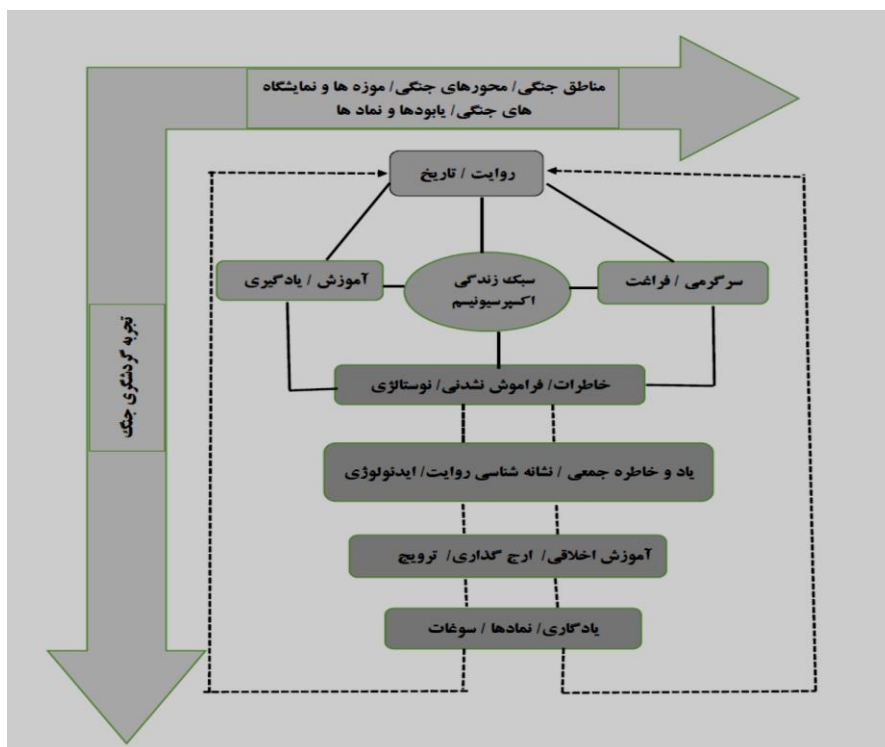 مناطق جنگی/ محورهای جنگی/ موزه ها و نمایشگاه
های جنگی/ یابودها و نماد ها
روایت / تاریخ
سرگرمی / فراغت
سبک زندگی
اکسپرسیونیسم
آموزش / یادگیری
خاطرات/ فراموش نشدنی/ نوستالژی
یاد و خاطره جمعی / نشانه شناسی روایت/ ایدئولوژی
آموزش اخلاقی/ ارج گذاری/ ترویج
یادگاری/ نمادها / سوغات
تجربه گردشگری جنگ